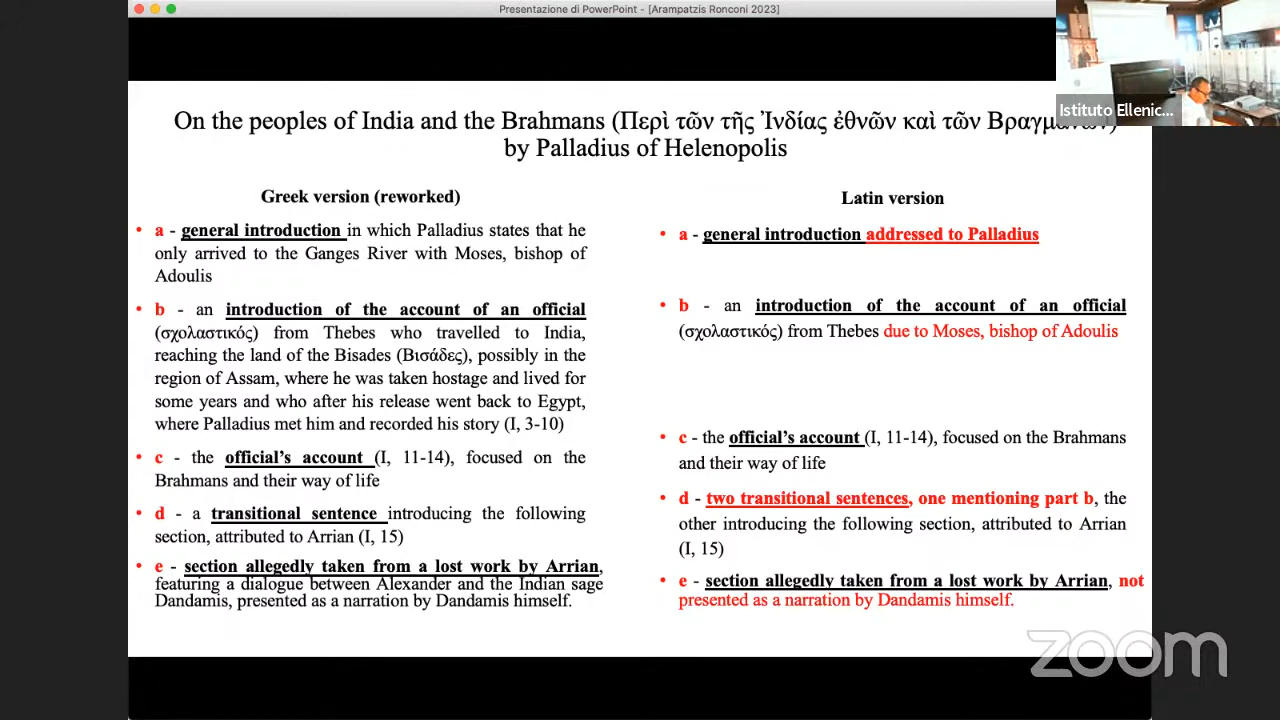 Presentazione di PowerPoint - [Arampatzis Ronconi 2023]
Istituto Ellenic...
On the peoples of India and the Brahmans (Περὶ τῶν τῆς Ἰνδίας ἐθνῶν καὶ τῶν Βραγμάνων)
by Palladius of Helenopolis
Greek version (reworked)
• a - general introduction in which Palladius states that he
only arrived to the Ganges River with Moses, bishop of
Adoulis
• b - an introduction of the account of an official
(σχολαστικός) from Thebes who travelled to India,
reaching the land of the Bisades (Βισάδες), possibly in the
region of Assam, where he was taken hostage and lived for
some years and who after his release went back to Egypt,
where Palladius met him and recorded his story (I, 3-10)
• c - the official’s account (I, 11-14), focused on the
Brahmans and their way of life
• d - a transitional sentence introducing the following
section, attributed to Arrian (I, 15)
• e - section allegedly taken from a lost work by Arrian,
featuring a dialogue between Alexander and the Indian sage
Dandamis, presented as a narration by Dandamis himself.
Latin version
• a - general introduction addressed to Palladius
• b - an introduction of the account of an official
(σχολαστικός) from Thebes due to Moses, bishop of Adoulis
• c - the official’s account (I, 11-14), focused on the Brahmans
and their way of life
• d - two transitional sentences, one mentioning part b, the
other introducing the following section, attributed to Arrian
(I, 15)
• e - section allegedly taken from a lost work by Arrian, not
presented as a narration by Dandamis himself.
zoom